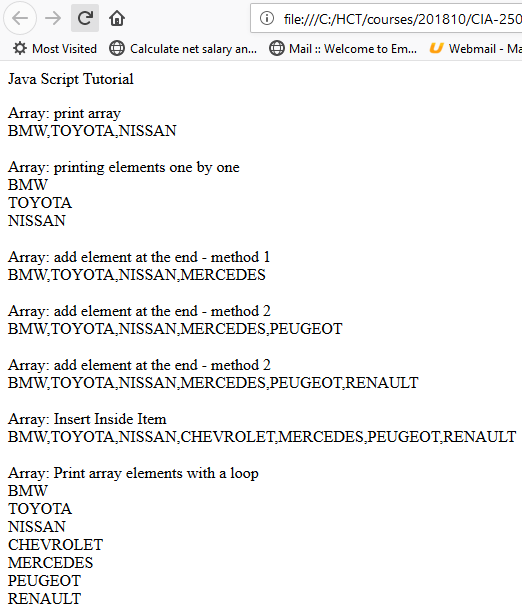 file:///C:/HCT/courses/201810/CIA-250
Most Visited Calculate net salary an... Mail :: Welcome to Em... Webmail - Ma
Java Script Tutorial
Array: print array
BMW,TOYOTA,NISSAN
Array: printing elements one by one
BMW
TOYOTA
NISSAN
Array: add element at the end - method 1
BMW,TOYOTA,NISSAN,MERCEDES
Array: add element at the end - method 2
BMW,TOYOTA,NISSAN,MERCEDES,PEUGEOT
Array: add element at the end - method 2
BMW,TOYOTA,NISSAN,MERCEDES,PEUGEOT,RENAULT
Array: Insert Inside Item
BMW,TOYOTA,NISSAN,CHEVROLET,MERCEDES,PEUGEOT,RENAULT
Array: Print array elements with a loop
BMW
TOYOTA
NISSAN
CHEVROLET
MERCEDES
PEUGEOT
RENAULT